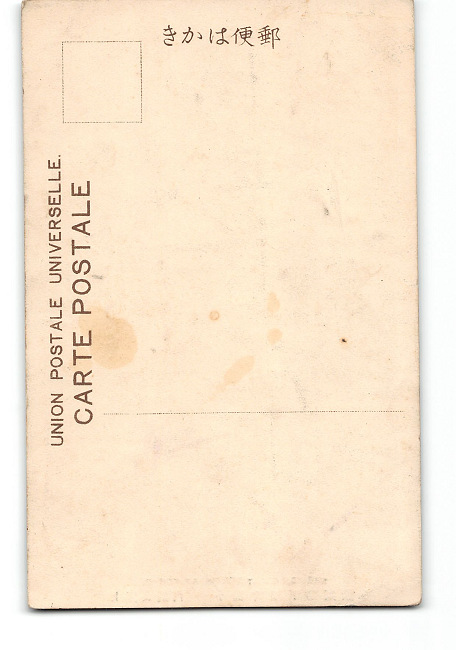 きかは便郵
UNION POSTALE UNIVERSELLE.
CARTE POSTALE